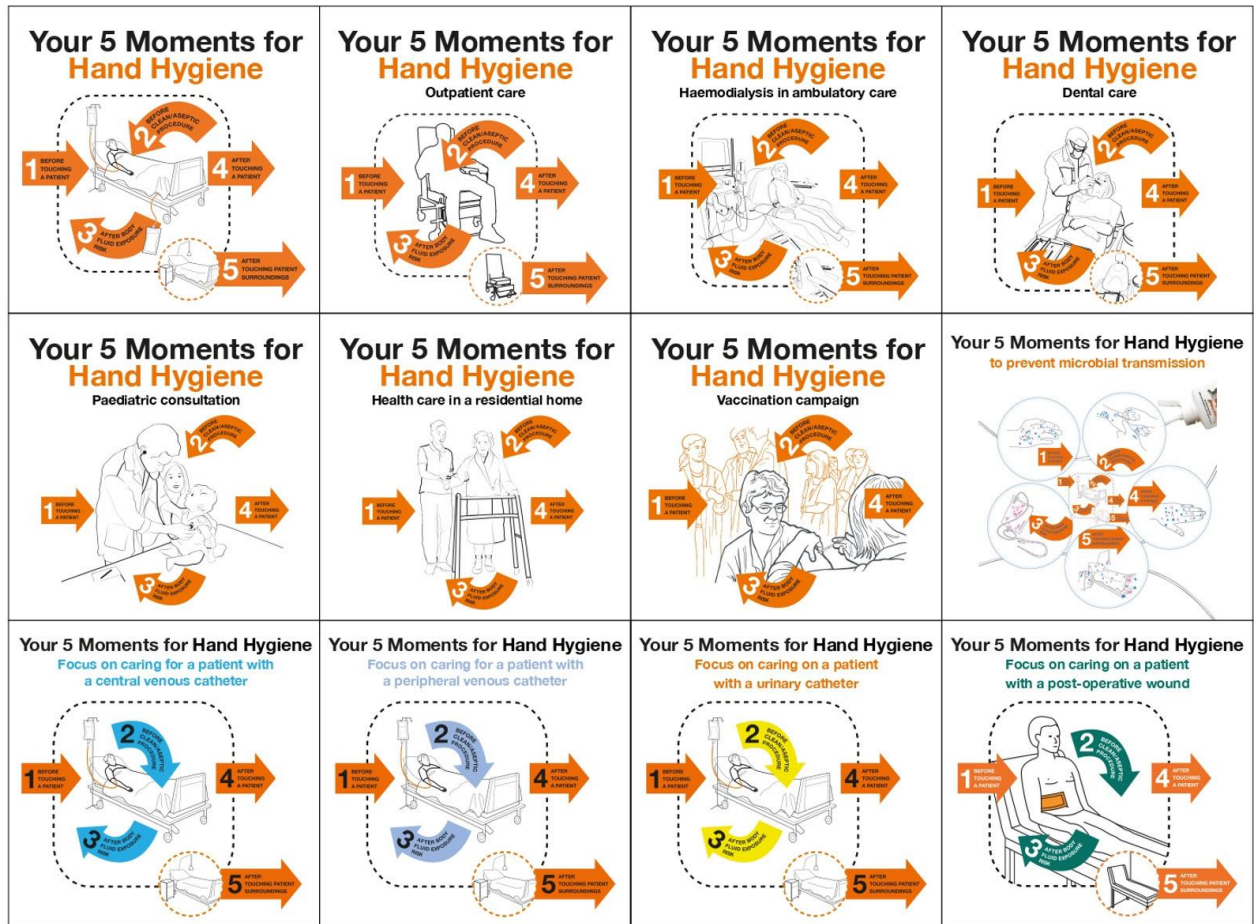 Your 5 Moments for
Hand Hygiene
1 BEFORE
TOUCHING
A PATIENT
2 BEFORE
CLEAN/ASEPTIC
PROCEDURE
3 AFTER BODY
FLUID EXPOSURE
RISK
4 AFTER
TOUCHING
A PATIENT
5 AFTER
TOUCHING PATIENT
SURROUNDINGS
Your 5 Moments for
Hand Hygiene
Outpatient care
1 BEFORE
TOUCHING
A PATIENT
2 BEFORE
CLEAN/ASEPTIC
PROCEDURE
3 AFTER BODY
FLUID EXPOSURE
RISK
4 AFTER
TOUCHING
A PATIENT
5 AFTER
TOUCHING PATIENT
SURROUNDINGS
Your 5 Moments for
Hand Hygiene
Haemodialysis in ambulatory care
1 BEFORE
TOUCHING
A PATIENT
2 BEFORE
CLEAN/ASEPTIC
PROCEDURE
3 AFTER BODY
FLUID EXPOSURE
RISK
4 AFTER
TOUCHING
A PATIENT
5 AFTER
TOUCHING PATIENT
SURROUNDINGS
Your 5 Moments for
Hand Hygiene
Dental care
1 BEFORE
TOUCHING
A PATIENT
2 BEFORE
CLEAN/ASEPTIC
PROCEDURE
3 AFTER BODY
FLUID EXPOSURE
RISK
4 AFTER
TOUCHING
A PATIENT
5 AFTER
TOUCHING PATIENT
SURROUNDINGS
Your 5 Moments for
Hand Hygiene
Paediatric consultation
1 BEFORE
TOUCHING
A PATIENT
2 BEFORE
CLEAN/ASEPTIC
PROCEDURE
3 AFTER BODY
FLUID EXPOSURE
RISK
4 AFTER
TOUCHING
A PATIENT
Your 5 Moments for
Hand Hygiene
Health care in a residential home
1 BEFORE
TOUCHING
A PATIENT
2 BEFORE
CLEAN/ASEPTIC
PROCEDURE
3 AFTER BODY
FLUID EXPOSURE
RISK
4 AFTER
TOUCHING
A PATIENT
Your 5 Moments for
Hand Hygiene
Vaccination campaign
1 BEFORE
TOUCHING
A PATIENT
2 BEFORE
CLEAN/ASEPTIC
PROCEDURE
3 AFTER BODY
FLUID EXPOSURE
RISK
4 AFTER
TOUCHING
A PATIENT
Your 5 Moments for Hand Hygiene
to prevent microbial transmission
1
2
3
4
5
Your 5 Moments for Hand Hygiene
Focus on caring for a patient with
a central venous catheter
1 BEFORE
TOUCHING
A PATIENT
2 BEFORE
CLEAN-ASEPTIC
PROCEDURE
3 AFTER BODY
FLUID EXPOSURE
RISK
4 AFTER
TOUCHING
A PATIENT
5 AFTER
TOUCHING PATIENT
SURROUNDINGS
Your 5 Moments for Hand Hygiene
Focus on caring for a patient with
a peripheral venous catheter
1 BEFORE
TOUCHING
A PATIENT
2 BEFORE
CLEAN-ASEPTIC
PROCEDURE
3 AFTER BODY
FLUID EXPOSURE
RISK
4 AFTER
TOUCHING
A PATIENT
5 AFTER
TOUCHING PATIENT
SURROUNDINGS
Your 5 Moments for Hand Hygiene
Focus on caring on a patient
with a urinary catheter
1 BEFORE
TOUCHING
A PATIENT
2 BEFORE
CLEAN-ASEPTIC
PROCEDURE
3 AFTER BODY
FLUID EXPOSURE
RISK
4 AFTER
TOUCHING
A PATIENT
5 AFTER
TOUCHING PATIENT
SURROUNDINGS
Your 5 Moments for Hand Hygiene
Focus on caring on a patient
with a post-operative wound
1 BEFORE
TOUCHING
A PATIENT
2 BEFORE
CLEAN-ASEPTIC
PROCEDURE
3 AFTER BODY
FLUID EXPOSURE
RISK
4 AFTER
TOUCHING
A PATIENT
5 AFTER
TOUCHING PATIENT
SURROUNDINGS